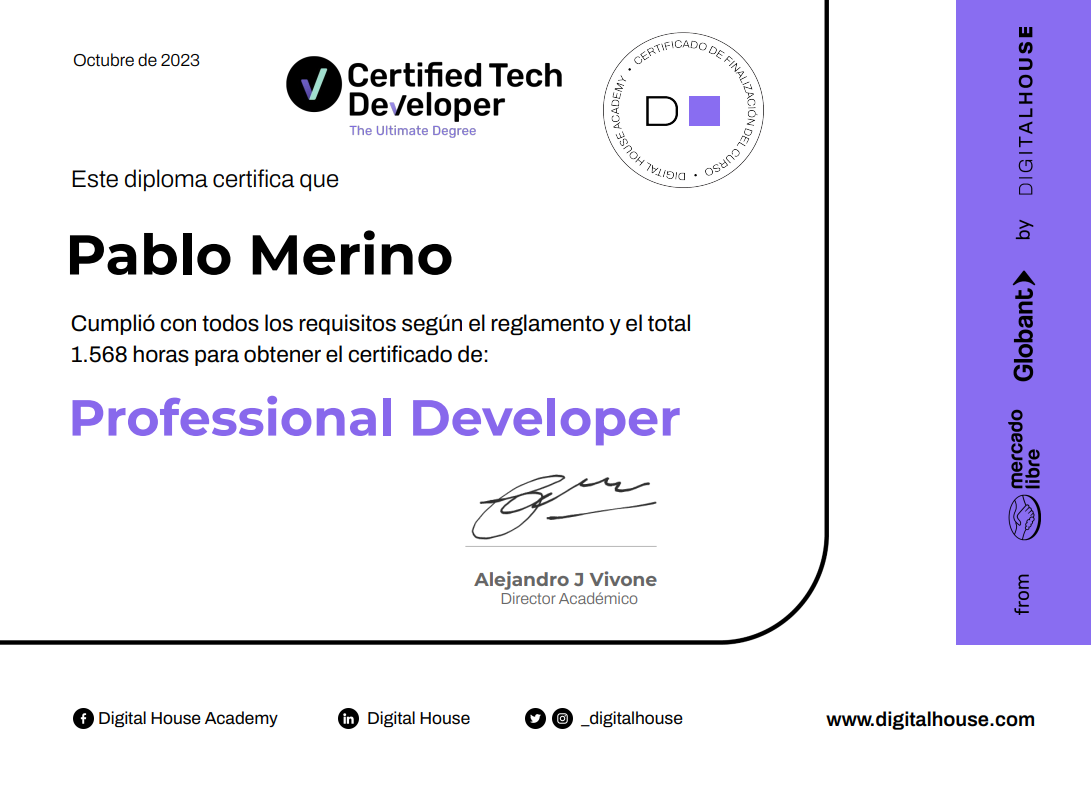 Octubre de 2023
Certified Tech
Developer
The Ultimate Degree
DIGITAL HOUSE ACADEMY • CERTIFICADO DE FINALIZACIÓN DEL CURSO •
D
Este diploma certifica que
Pablo Merino
Cumplió con todos los requisitos según el reglamento y el total
1.568 horas para obtener el certificado de:
Professional Developer
Alejandro J Vivone
Director Académico
from
mercado
libre
Globant
by
DIGITALHOUSE
Digital House Academy
Digital House
_digitalhouse
www.digitalhouse.com